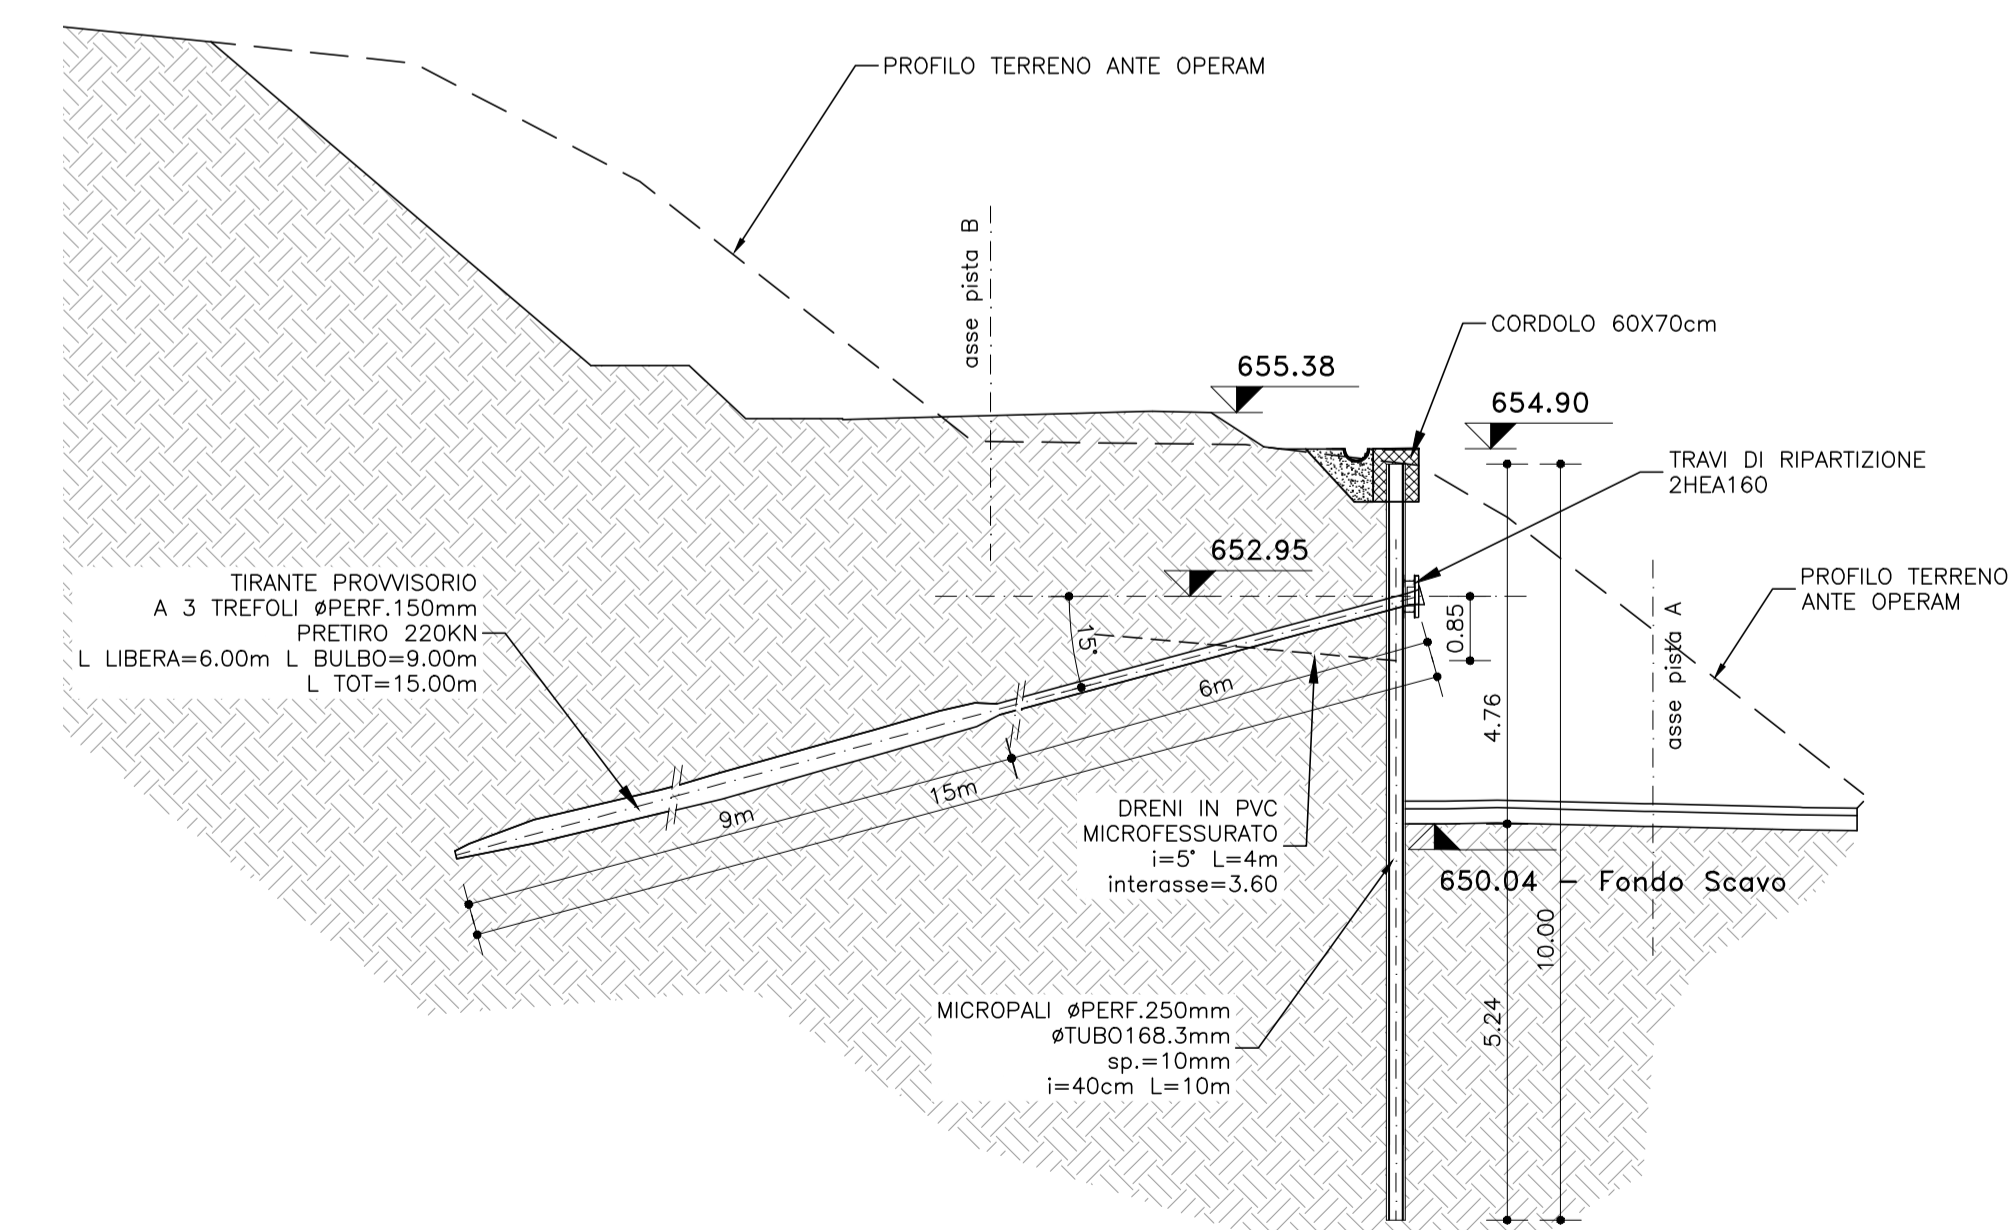 PROFILO TERRENO ANTE OPERAM
asse pista B
CORDOLO 60X70cm
655.38
654.90
TRAVI DI RIPARTIZIONE
2HEA160
652.95
PROFILO TERRENO
ANTE OPERAM
TIRANTE PROVVISORIO
A 3 TREFOLI øPERF.150mm
PRETIRO 220KN
L LIBERA=6.00m L BULBO=9.00m
L TOT=15.00m
15°
0.85
asse pista A
6m
4.76
15m
9m
DRENI IN PVC
MICROFESSURATO
i=5° L=4m
interasse=3.60
650.04 - Fondo Scavo
10.00
5.24
MICROPALI øPERF.250mm
øTUBO168.3mm
sp.=10mm
i=40cm L=10m